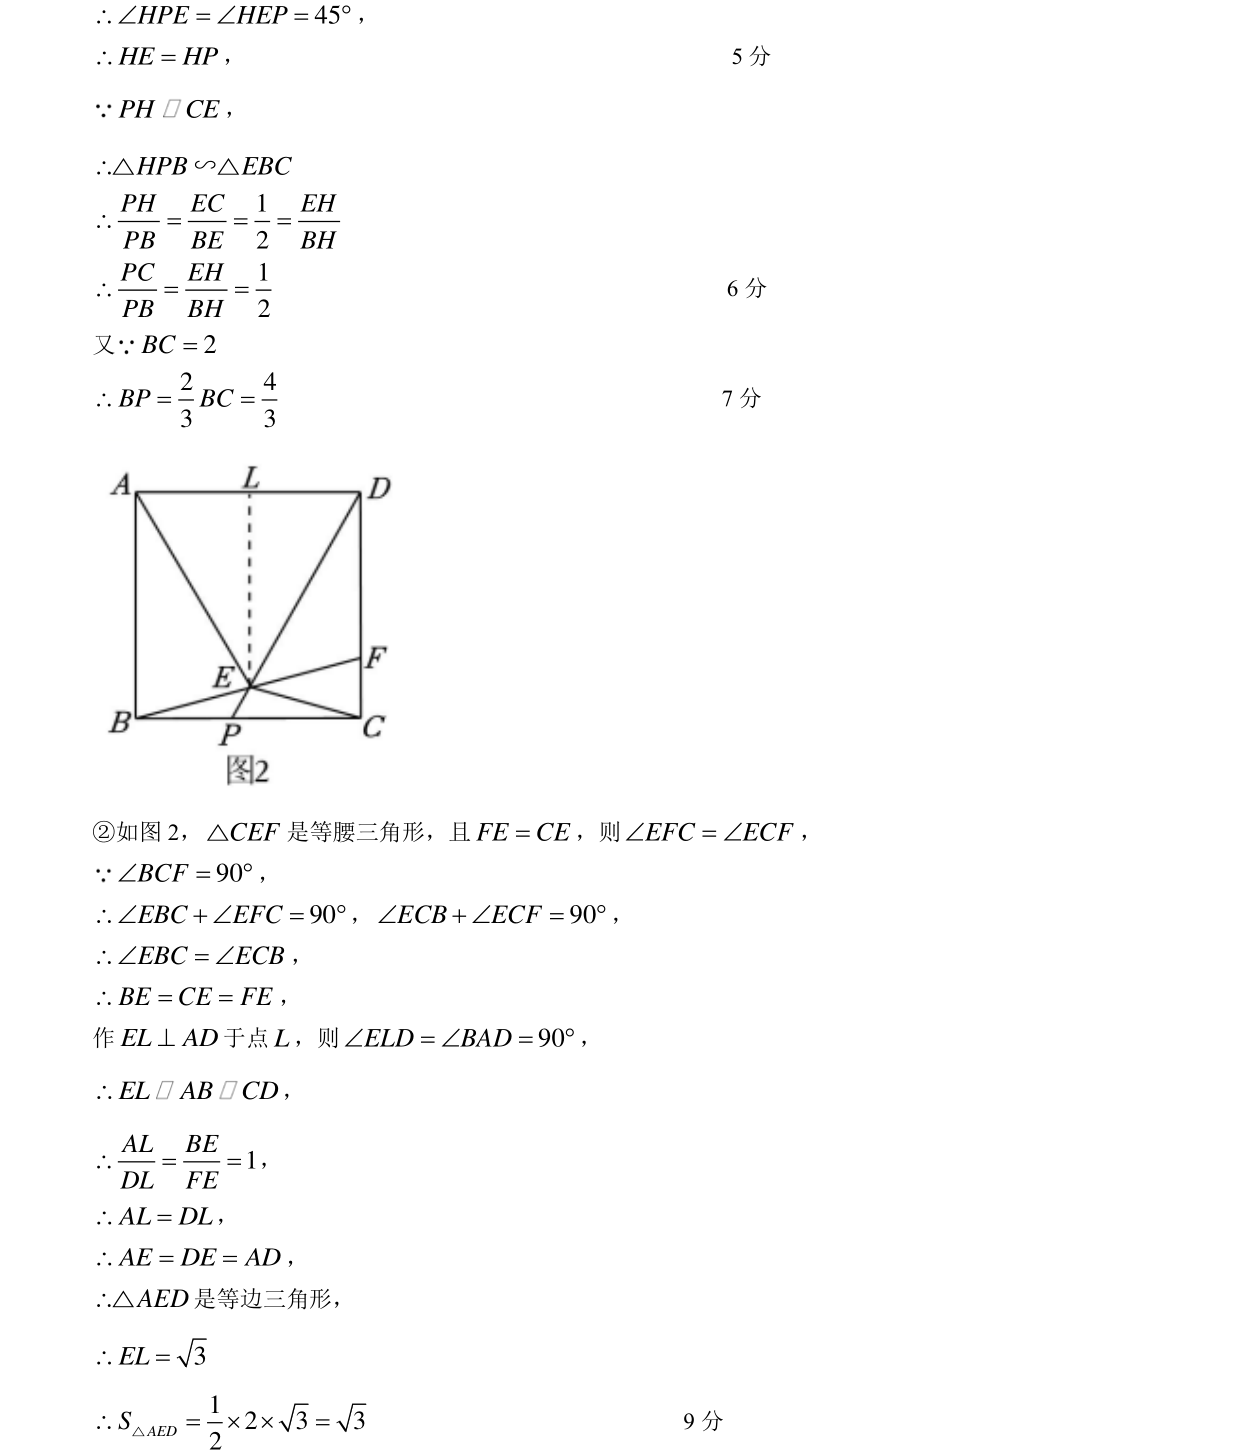 ∴∠HPE=∠HEP=45°，
∴HE=HP， 5分
∵PH▯CE，
∴△HPB∽△EBC
∴PH/PB=EC/BE=1/2=EH/BH
∴PC/PB=EH/BH=1/2 6分
又∵BC=2
∴BP=2/3BC=4/3 7分
A L D
F
E
B P C
图2
②如图2，△CEF是等腰三角形，且FE=CE，则∠EFC=∠ECF，
∵∠BCF=90°，
∴∠EBC+∠EFC=90°，∠ECB+∠ECF=90°，
∴∠EBC=∠ECB，
∴BE=CE=FE，
作EL⊥AD于点L，则∠ELD=∠BAD=90°，
∴EL▯AB▯CD，
∴AL/DL=BE/FE=1，
∴AL=DL，
∴AE=DE=AD，
∴△AED是等边三角形，
∴EL=√3
∴S△AED=1/2×2×√3=√3 9分